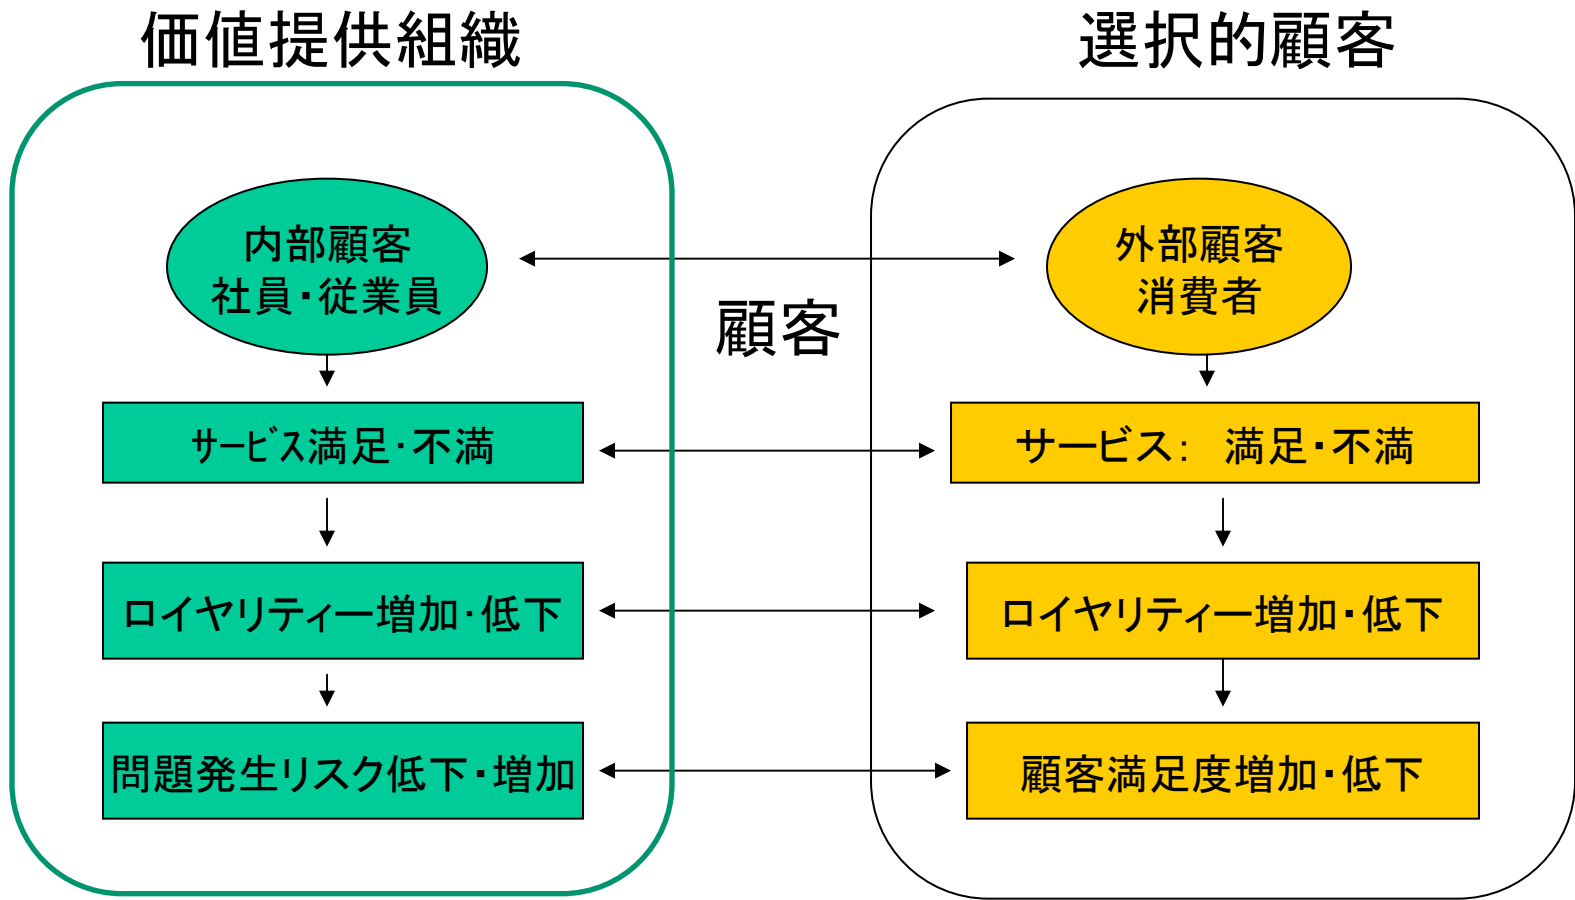 価値提供組織
選択的顧客
内部顧客
社員・従業員
外部顧客
消費者
顧客
ｻｰﾋﾞｽ満足・不満
サービス：　満足・不満
ロイヤリティー増加・低下
ロイヤリティー増加・低下
問題発生リスク低下・増加
顧客満足度増加・低下